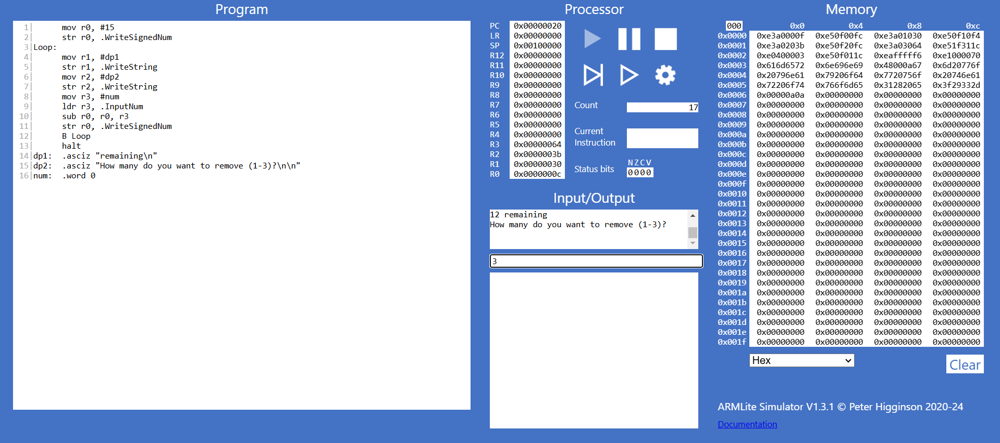 Program
1|      mov r0, #15
2|      str r0, .WriteSignedNum
3|Loop:
4|      mov r1, #dp1
5|      str r1, .WriteString
6|      mov r2, #dp2
7|      str r2, .WriteString
8|      mov r3, #num
9|      ldr r3, .InputNum
10|      sub r0, r0, r3
11|      str r0, .WriteSignedNum
12|      B Loop
13|      halt
14|dp1:  .asciz "remaining\n"
15|dp2:  .asciz "How many do you want to remove (1-3)?\n\n"
16|num:  .word 0
Processor
PC 0x00000020
LR 0x00000000
SP 0x00100000
R12 0x00000000
R11 0x00000000
R10 0x00000000
R9 0x00000000
R8 0x00000000
R7 0x00000000
R6 0x00000000
R5 0x00000000
R4 0x00000000
R3 0x00000064
R2 0x0000003b
R1 0x00000030
R0 0x0000000c
Count 17
Current
Instruction
NZCV
Status bits 0000
Input/Output
12 remaining
How many do you want to remove (1-3)?
3
Memory
000 0x0 0x4 0x8 0xc
0x0000 0xe3a0000f 0xe50f00fc 0xe3a01030 0xe50f10f4
0x0001 0xe3a0203b 0xe50f20fc 0xe3a03064 0xe51f311c
0x0002 0xe0400003 0xe50f011c 0xeafffff6 0xe1000070
0x0003 0x616d6572 0x6e696e69 0x48000a67 0x6d20776f
0x0004 0x20796e61 0x79206f64 0x7720756f 0x20746e61
0x0005 0x72206f74 0x766f6d65 0x31282065 0x3f29332d
0x0006 0x00000a0a 0x00000000 0x00000000 0x00000000
0x0007 0x00000000 0x00000000 0x00000000 0x00000000
0x0008 0x00000000 0x00000000 0x00000000 0x00000000
0x0009 0x00000000 0x00000000 0x00000000 0x00000000
0x000a 0x00000000 0x00000000 0x00000000 0x00000000
0x000b 0x00000000 0x00000000 0x00000000 0x00000000
0x000c 0x00000000 0x00000000 0x00000000 0x00000000
0x000d 0x00000000 0x00000000 0x00000000 0x00000000
0x000e 0x00000000 0x00000000 0x00000000 0x00000000
0x000f 0x00000000 0x00000000 0x00000000 0x00000000
0x0010 0x00000000 0x00000000 0x00000000 0x00000000
0x0011 0x00000000 0x00000000 0x00000000 0x00000000
0x0012 0x00000000 0x00000000 0x00000000 0x00000000
0x0013 0x00000000 0x00000000 0x00000000 0x00000000
0x0014 0x00000000 0x00000000 0x00000000 0x00000000
0x0015 0x00000000 0x00000000 0x00000000 0x00000000
0x0016 0x00000000 0x00000000 0x00000000 0x00000000
0x0017 0x00000000 0x00000000 0x00000000 0x00000000
0x0018 0x00000000 0x00000000 0x00000000 0x00000000
0x0019 0x00000000 0x00000000 0x00000000 0x00000000
0x001a 0x00000000 0x00000000 0x00000000 0x00000000
0x001b 0x00000000 0x00000000 0x00000000 0x00000000
0x001c 0x00000000 0x00000000 0x00000000 0x00000000
0x001d 0x00000000 0x00000000 0x00000000 0x00000000
0x001e 0x00000000 0x00000000 0x00000000 0x00000000
0x001f 0x00000000 0x00000000 0x00000000 0x00000000
Hex
Clear
ARMLite Simulator V1.3.1 © Peter Higginson 2020-24
Documentation